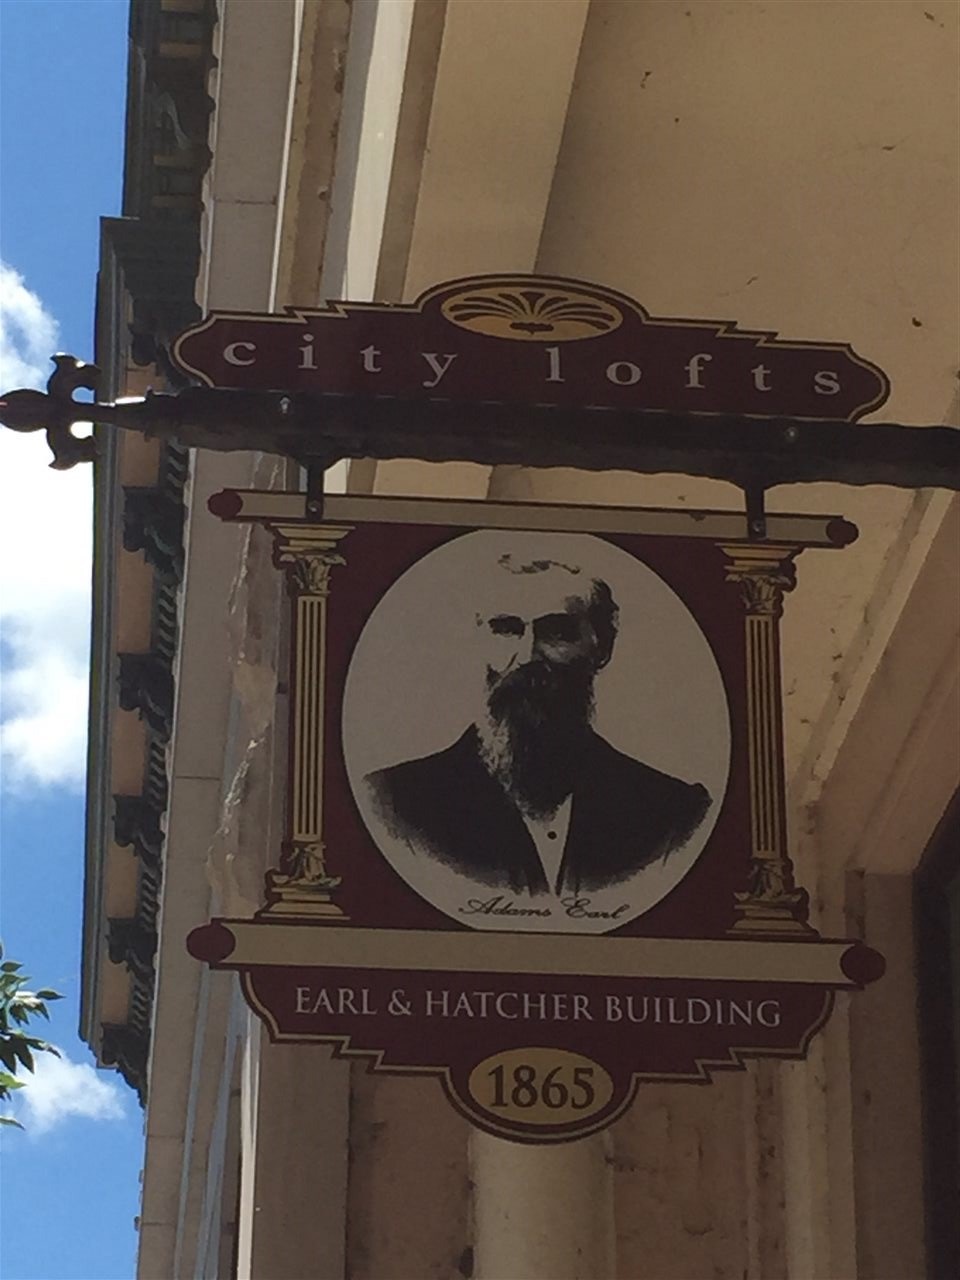 city lofts
Adams Earl
EARL & HATCHER BUILDING
1865